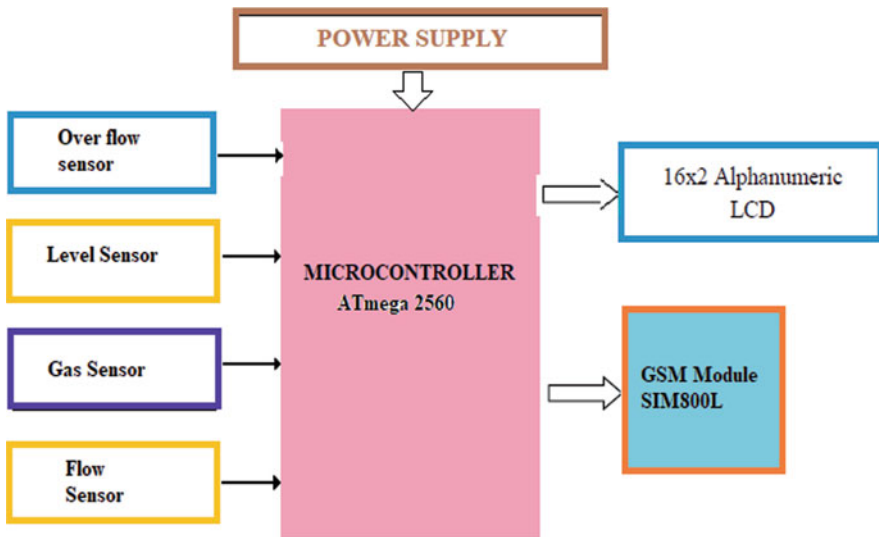 POWER SUPPLY
Over flow
sensor
Level Sensor
Gas Sensor
Flow
Sensor
MICROCONTROLLER
ATmega 2560
16x2 Alphanumeric
LCD
GSM Module
SIM800L